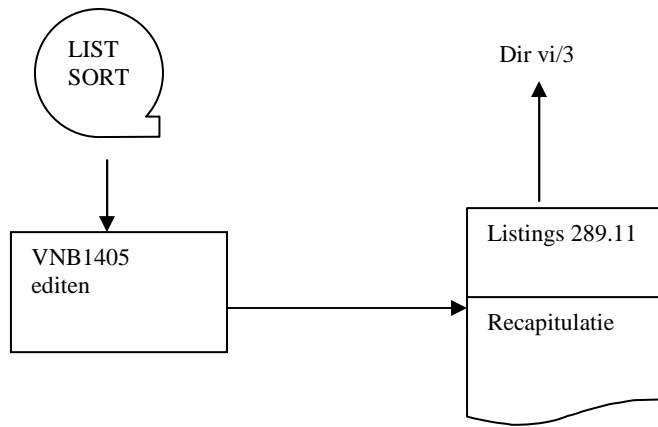 LIST
SORT
Dir vi/3
VNB1405
editen
Listings 289.11
Recapitulatie